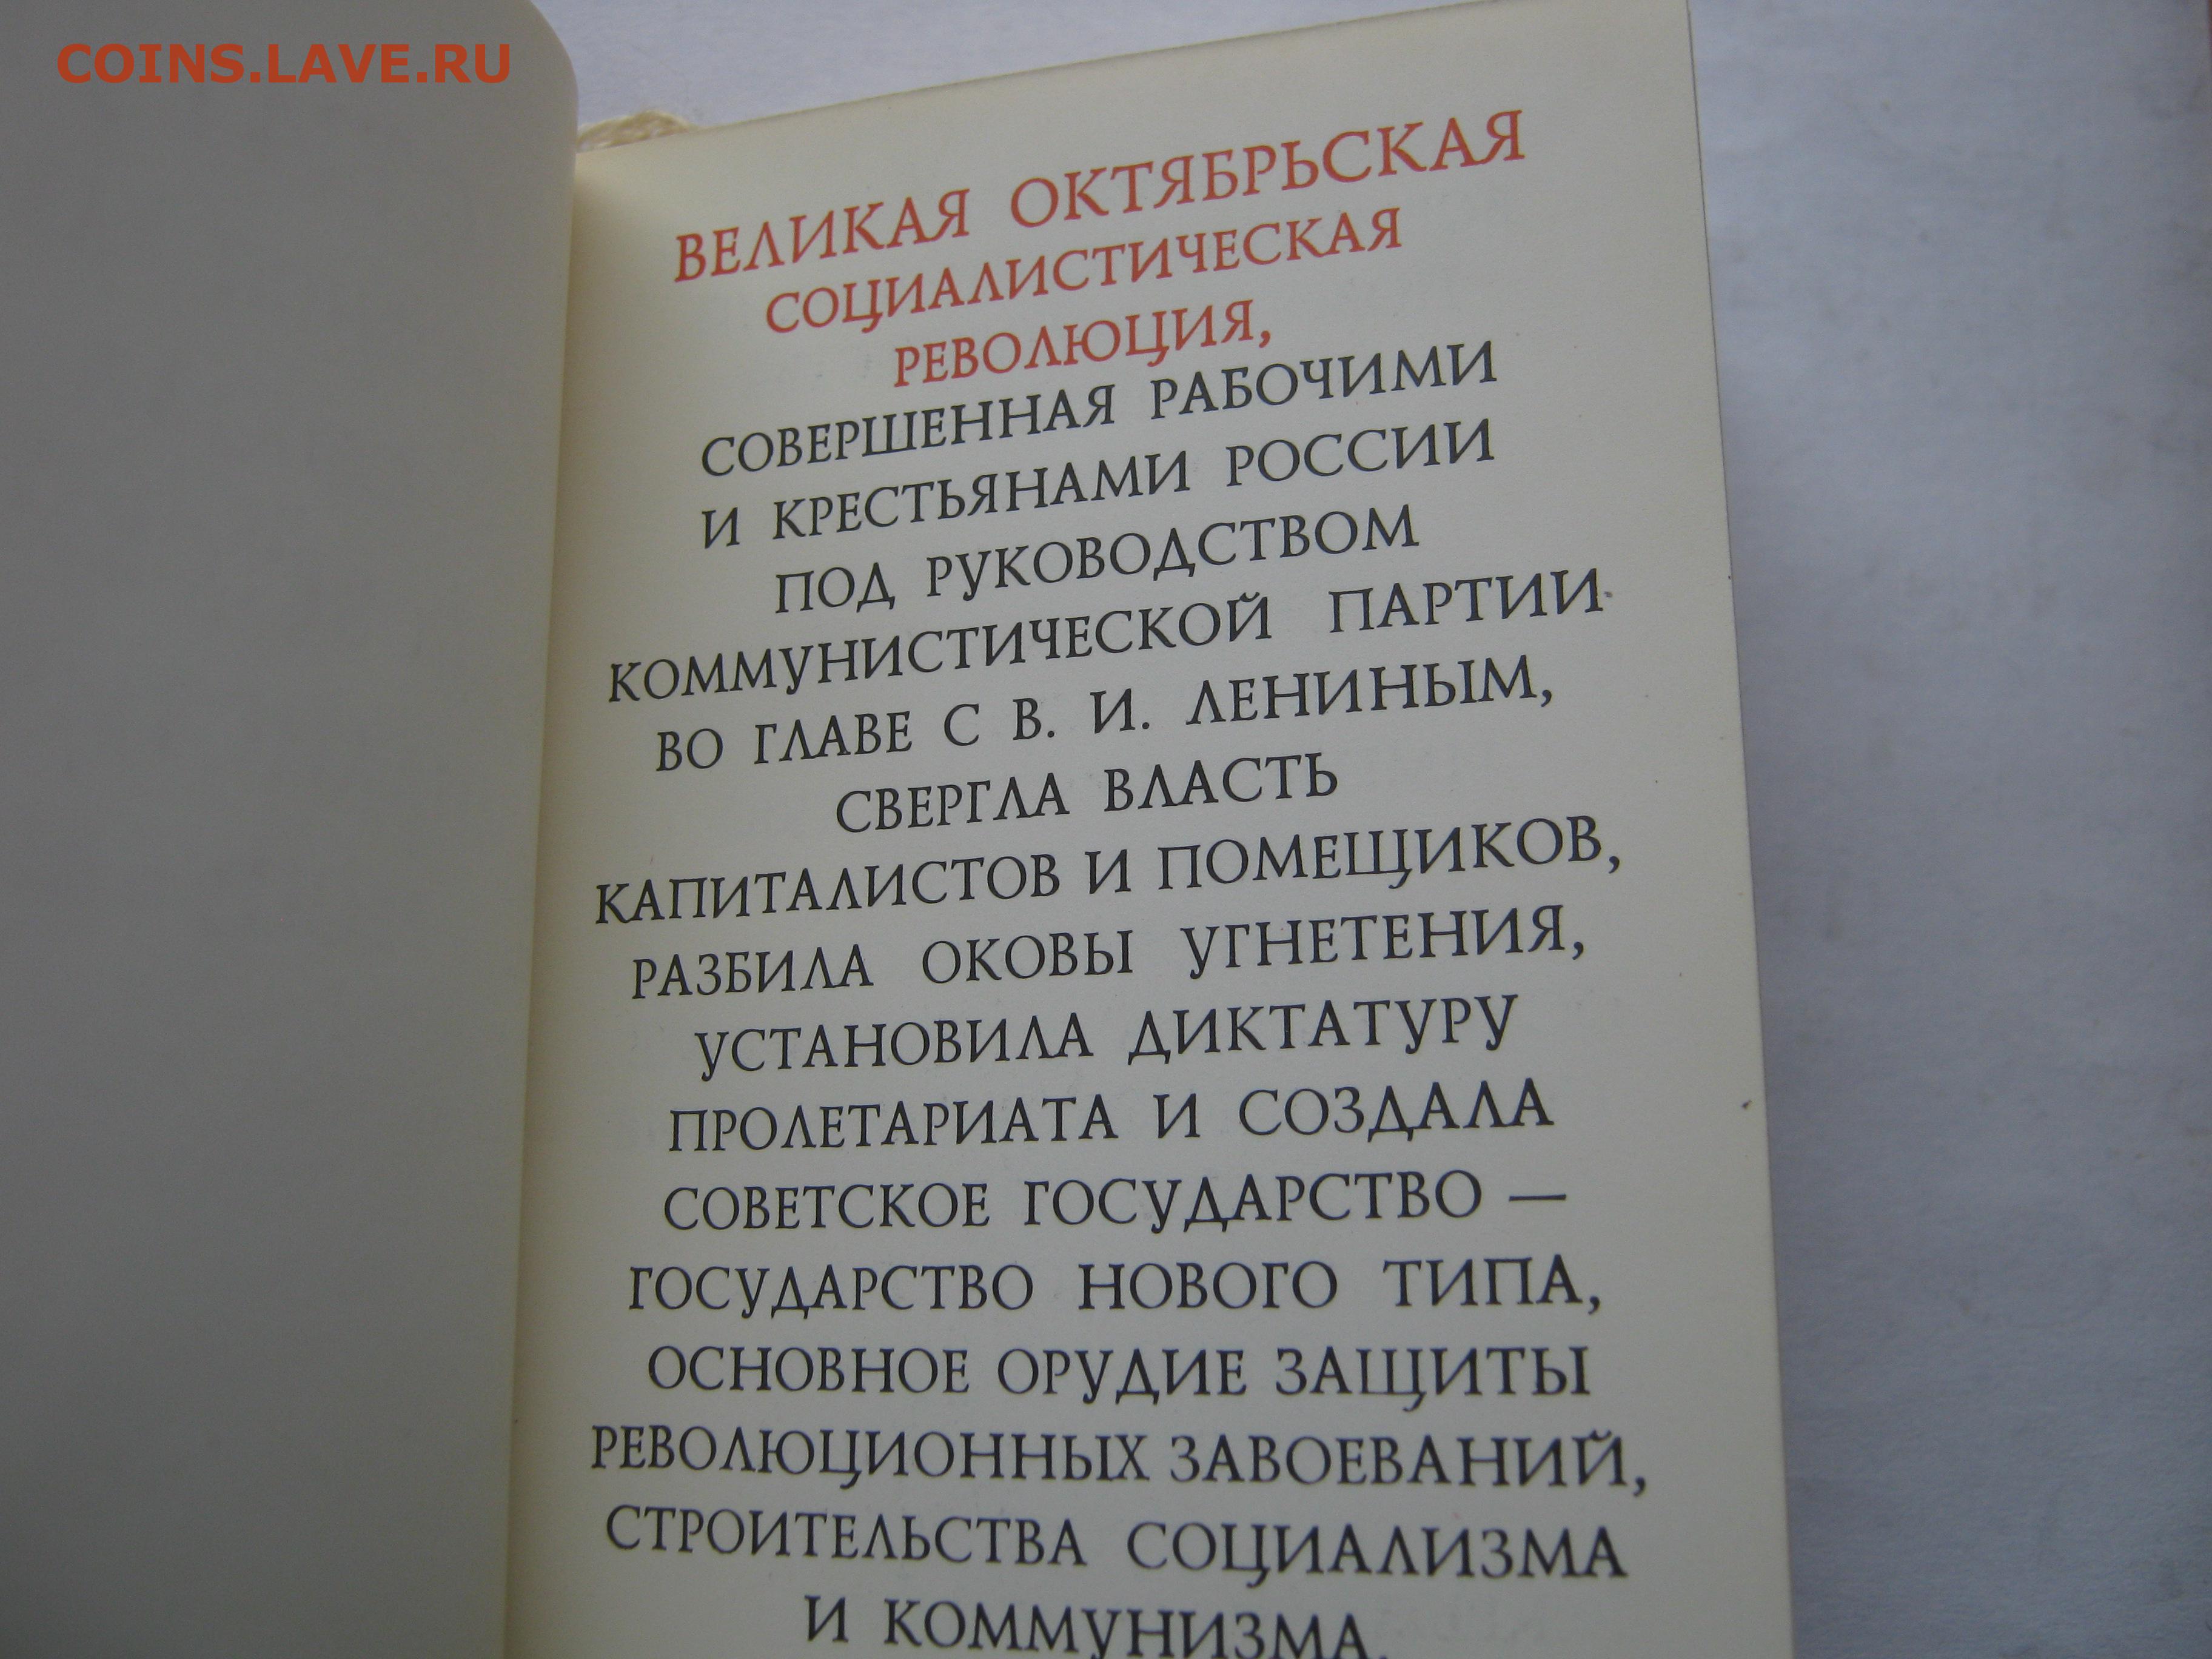 COINS.LAVE.RU
ВЕЛИКАЯ ОКТЯБРЬСКАЯ
СОЦИАЛИСТИЧЕСКАЯ
РЕВОЛЮЦИЯ,
СОВЕРШЕННАЯ РАБОЧИМИ
И КРЕСТЬЯНАМИ РОССИИ
ПОД РУКОВОДСТВОМ
КОММУНИСТИЧЕСКОЙ ПАРТИИ
ВО ГЛАВЕ С В. И. ЛЕНИНЫМ,
СВЕРГЛА ВЛАСТЬ
КАПИТАЛИСТОВ И ПОМЕЩИКОВ,
РАЗБИЛА ОКОВЫ УГНЕТЕНИЯ,
УСТАНОВИЛА ДИКТАТУРУ
ПРОЛЕТАРИАТА И СОЗДАЛА
СОВЕТСКОЕ ГОСУДАРСТВО —
ГОСУДАРСТВО НОВОГО ТИПА,
ОСНОВНОЕ ОРУДИЕ ЗАЩИТЫ
РЕВОЛЮЦИОННЫХ ЗАВОЕВАНИЙ,
СТРОИТЕЛЬСТВА СОЦИАЛИЗМА
И КОММУНИЗМА.